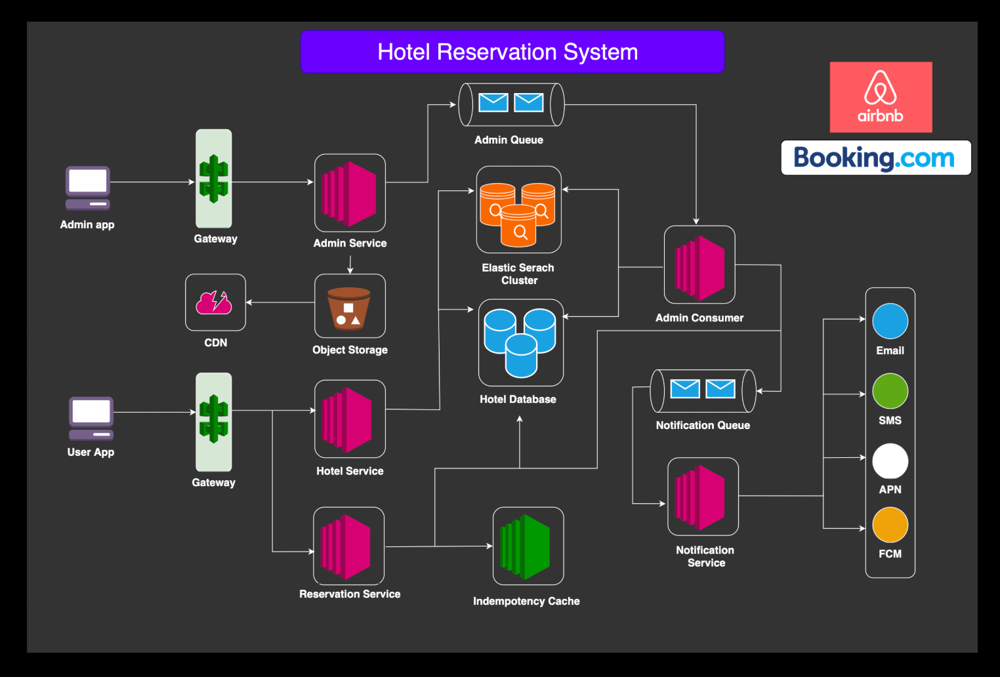 Hotel Reservation System
airbnb
Booking.com
Admin Queue
Admin app
Gateway
Admin Service
Elastic Serach
Cluster
Admin Consumer
CDN
Object Storage
Email
Hotel Database
SMS
Notification Queue
User App
Hotel Service
Gateway
APN
Notification
Service
FCM
Reservation Service
Indempotency Cache